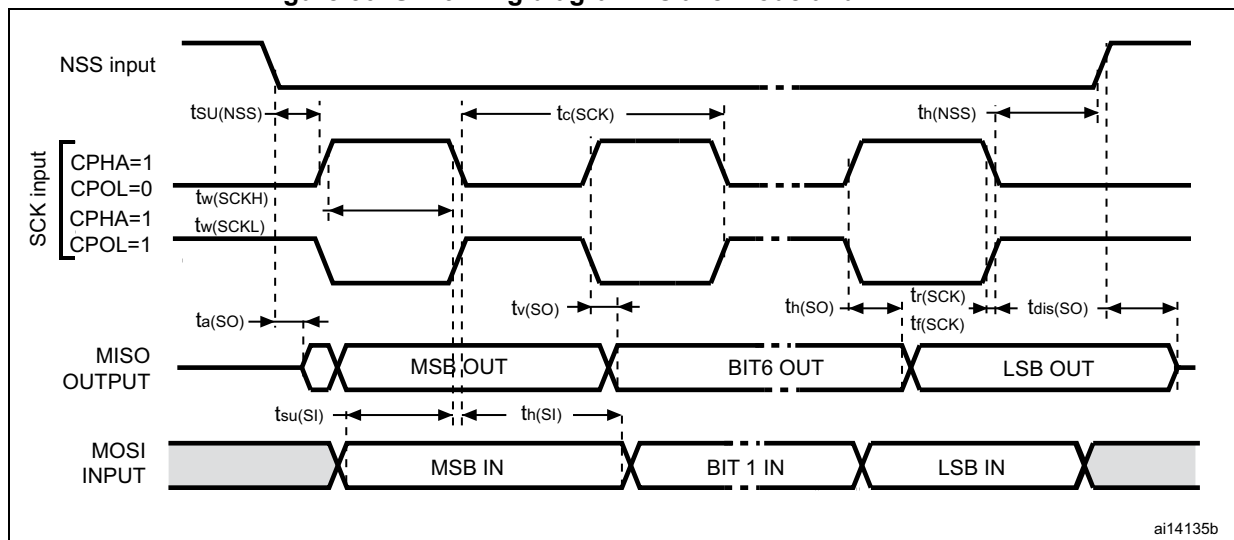 NSS input
tSU(NSS)
tc(SCK)
th(NSS)
SCK input
CPHA=1
CPOL=0
tw(SCKH)
CPHA=1
tw(SCKL)
CPOL=1
ta(SO)
tv(SO)
th(SO)
tr(SCK)
tf(SCK)
tdis(SO)
MISO
OUTPUT
MSB OUT
BIT6 OUT
LSB OUT
tsu(SI)
th(SI)
MOSI
INPUT
MSB IN
BIT 1 IN
LSB IN
ai14135b